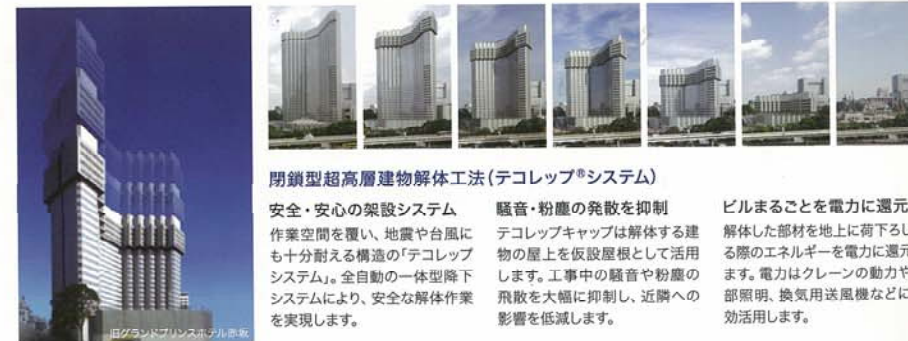 閉鎖型超高層建物解体工法(テコレップ®システム)
安全・安心の架設システム
作業空間を覆い、地震や台風に
も十分耐える構造の「テコレップ
システム」。全自動の一体型降下
システムにより、安全な解体作業
を実現します。
騒音・粉塵の発散を抑制
テコレップキャップは解体する建
物の屋上を仮設屋根として活用
します。工事中の騒音や粉塵の
飛散を大幅に抑制し、近隣への
影響を低減します。
ビルまるごとを電力に還元
解体した部材を地上に荷下ろし
る際のエネルギーを電力に還元
ます。電力はクレーンの動力や
部照明、換気用送風機などに
効活用します。
旧グランドプリンスホテル赤坂